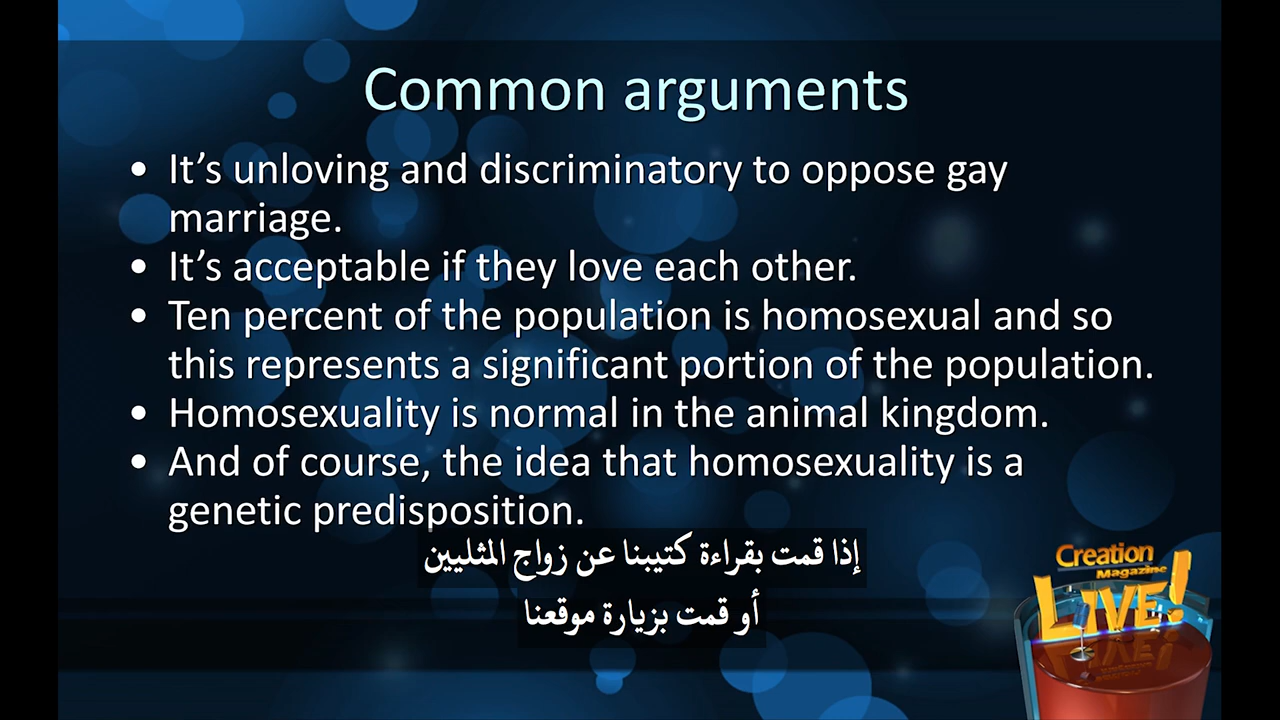 Common arguments
• It’s unloving and discriminatory to oppose gay
marriage.
• It’s acceptable if they love each other.
• Ten percent of the population is homosexual and so
this represents a significant portion of the population.
• Homosexuality is normal in the animal kingdom.
• And of course, the idea that homosexuality is a
genetic predisposition.
إذا قمت بقراءة كتيبنا عن زواج المثليين
أو قمت بزيارة موقعنا
Creation
Magazine
LIVE!